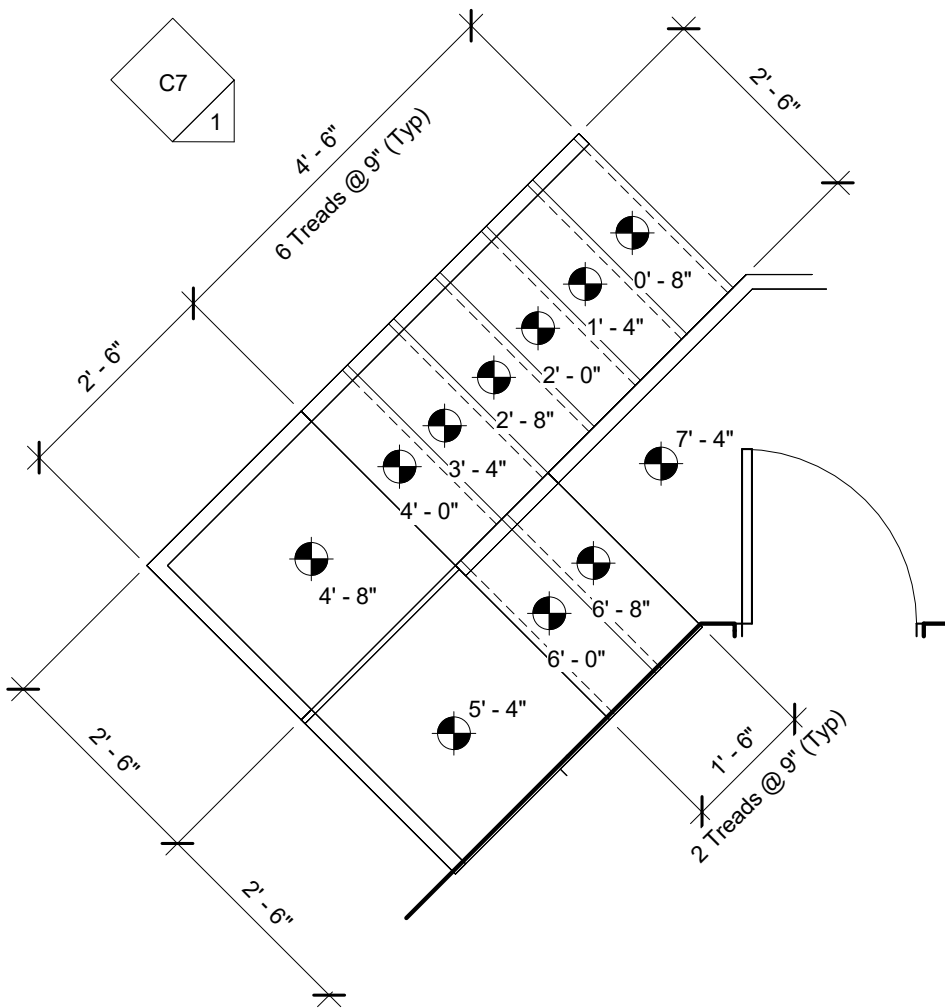 C7
1
4' - 6"
6 Treads @ 9" (Typ)
2' - 6"
2' - 6"
0' - 8"
1' - 4"
2' - 0"
2' - 8"
3' - 4"
4' - 0"
7' - 4"
4' - 8"
6' - 8"
6' - 0"
5' - 4"
1' - 6"
2 Treads @ 9" (Typ)
2' - 6"
2' - 6"